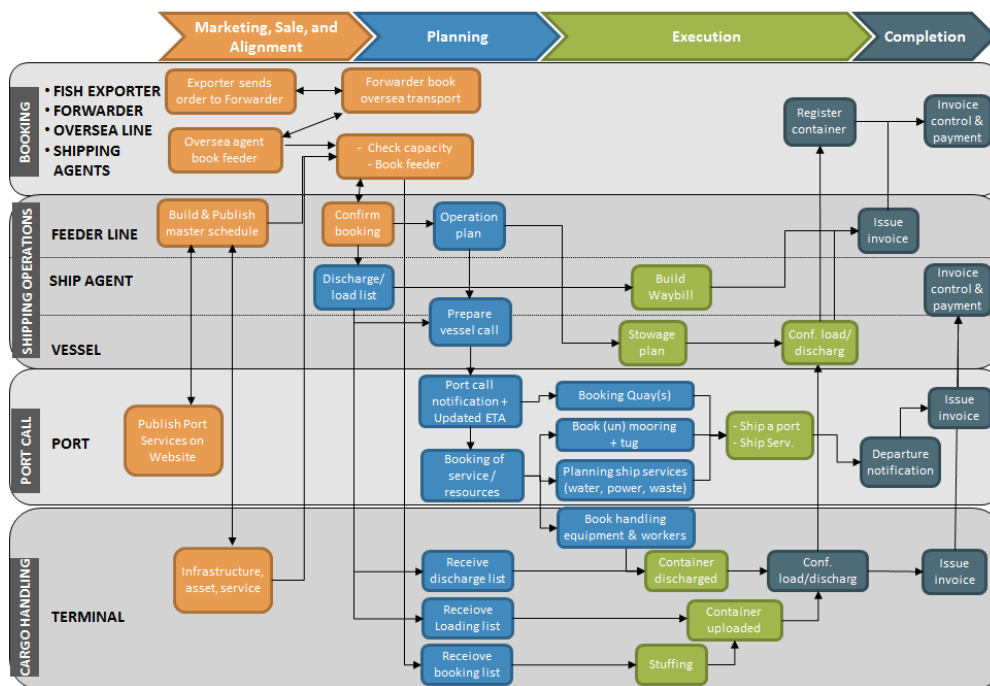 Marketing, Sale, and
Alignment
Planning
Execution
Completion
BOOKING
• FISH EXPORTER
• FORWARDER
• OVERSEA LINE
• SHIPPING
AGENTS
Exporter sends
order to Forwarder
Forwarder book
oversea transport
Oversea agent
book feeder
- Check capacity
- Book feeder
Register
container
Invoice
control &
payment
SHIPPING OPERATIONS
FEEDER LINE
Build & Publish
master schedule
Confirm
booking
Operation
plan
Issue
invoice
SHIP AGENT
Discharge/
load list
Build
Waybill
Invoice
control &
payment
Prepare
vessel call
VESSEL
Stowage
plan
Conf. load/
discharg
PORT CALL
PORT
Publish Port
Services on
Website
Port call
notification +
Updated ETA
Booking Quay(s)
Book (un) mooring
+ tug
- Ship a port
- Ship Serv.
Issue
invoice
Departure
notification
Booking of
service /
resources
Planning ship services
(water, power, waste)
Book handling
equipment & workers
CARGO HANDLING
TERMINAL
Infrastructure,
asset, service
Receive
discharge list
Container
discharged
Conf.
load/discharg
Issue
invoice
Receiove
Loading list
Container
uploaded
Receiove
booking list
Stuffing